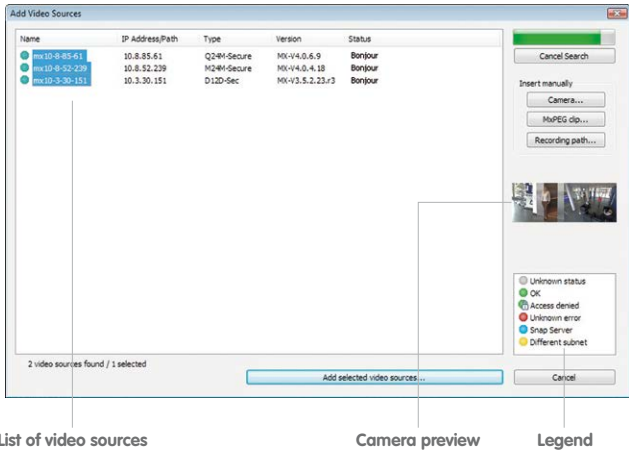 Add Video Sources
Name IP Address/Path Type Version Status
mx10-8-85-61 10.8.85.61 Q24M-Secure MX-V4.0.6.9 Bonjour
mx10-8-52-239 10.8.52.239 M24M-Secure MX-V4.0.4.18 Bonjour
mx10-3-30-151 10.3.30.151 D12D-Sec MX-V3.5.2.23.r3 Bonjour
Cancel Search
Insert manually
Camera...
MxPEG clip...
Recording path...
Unknown status
OK
Access denied
Unknown error
Snap Server
Different subnet
2 video sources found / 1 selected
Add selected video sources...
Cancel
List of video sources
Camera preview
Legend